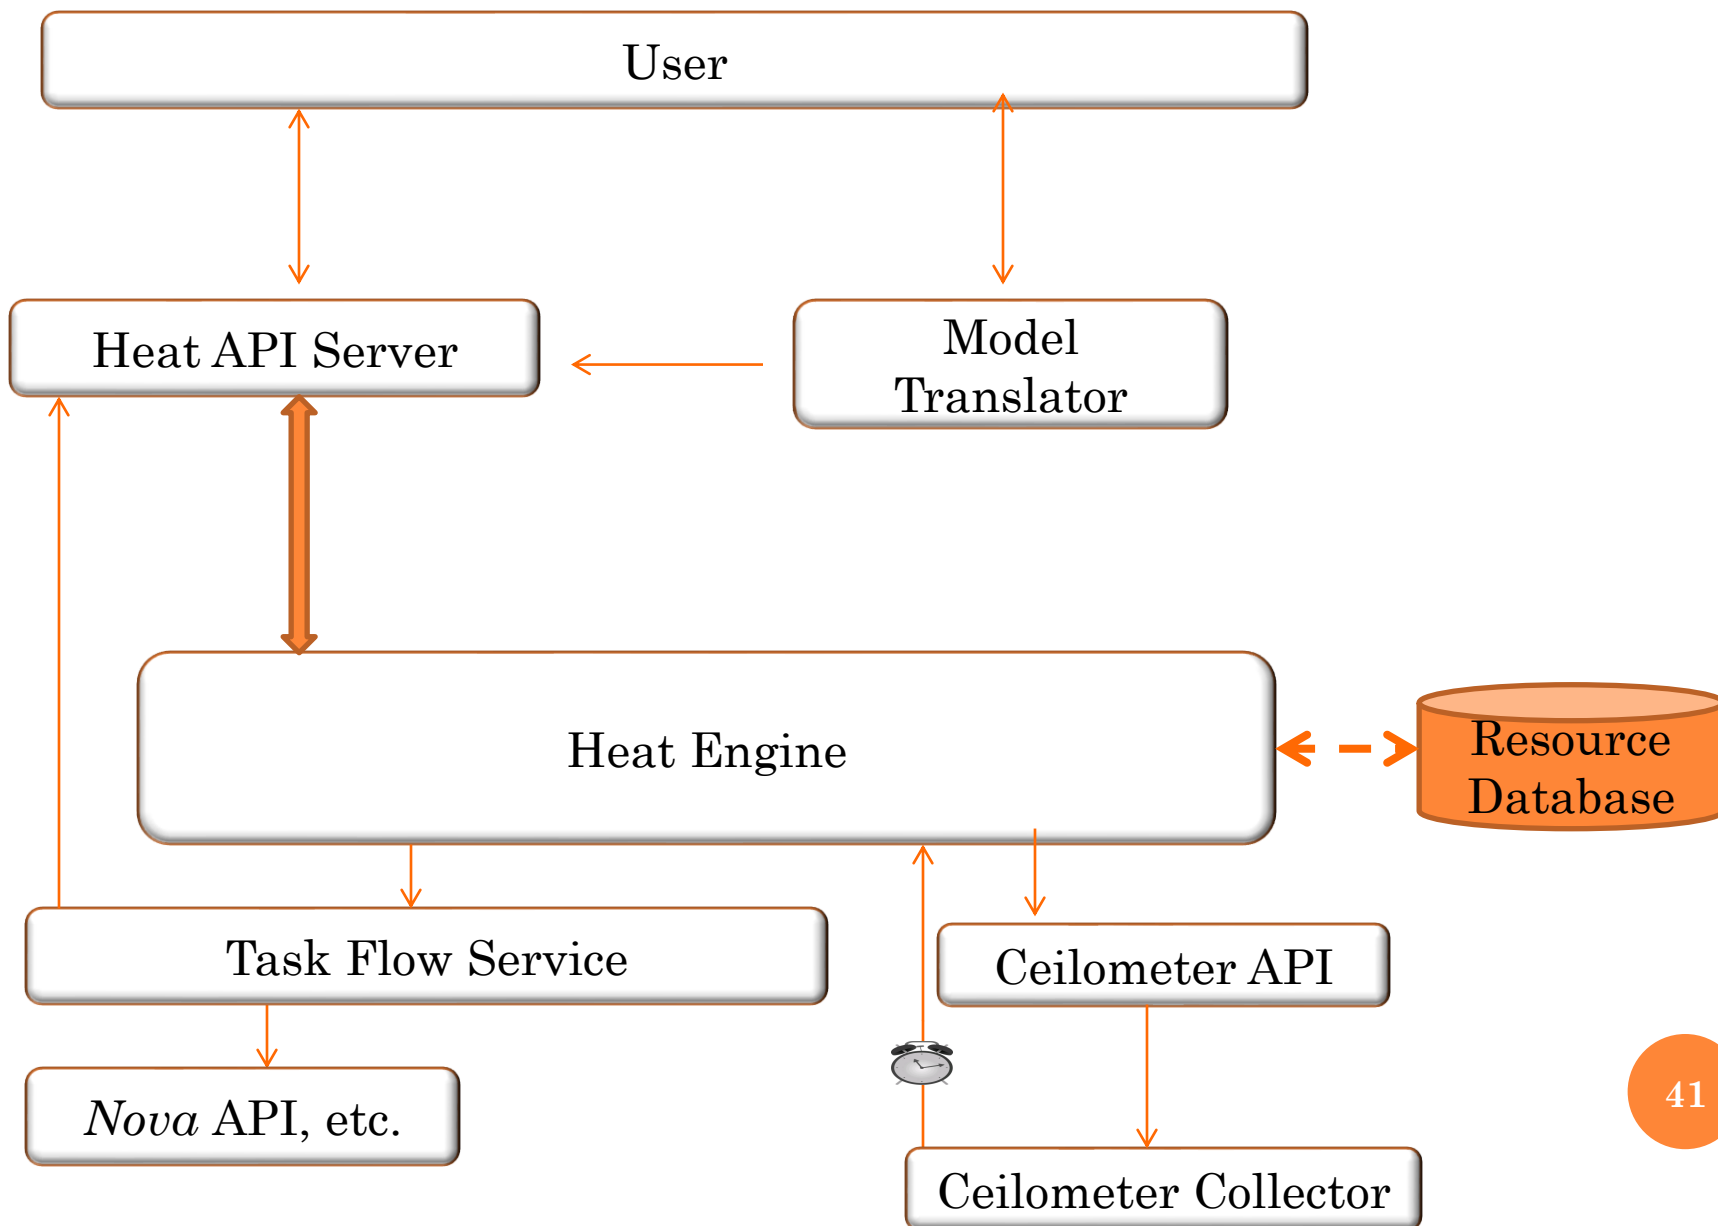 User
Heat API Server
Model
Translator
Heat Engine
Resource
Database
Task Flow Service
Ceilometer API
Nova API, etc.
41
Ceilometer Collector